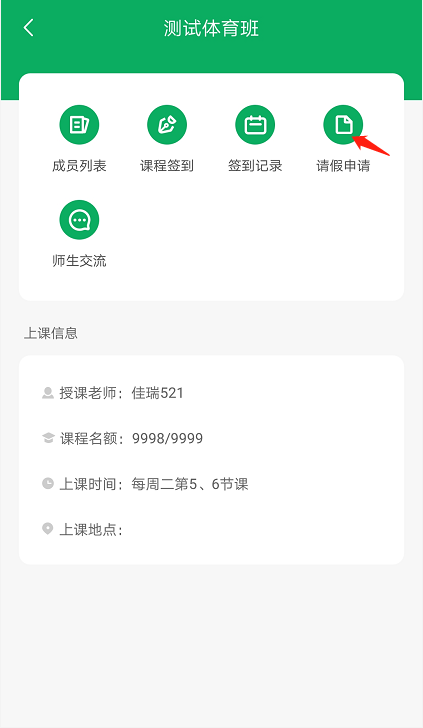 测试体育班
成员列表 课程签到 签到记录 请假申请
师生交流
上课信息
授课老师：佳瑞521
课程名额：9998/9999
上课时间：每周二第5、6节课
上课地点：